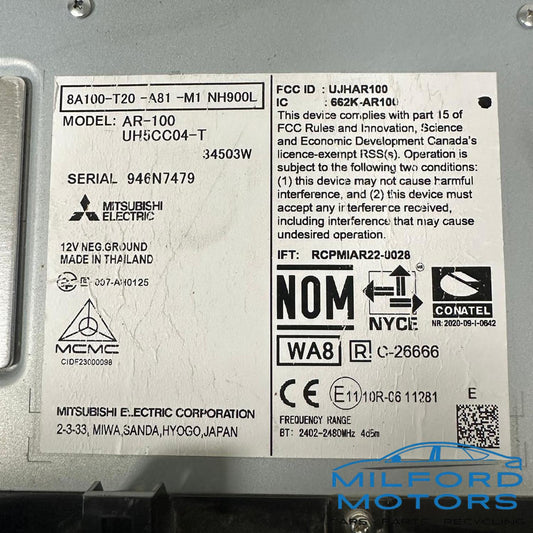 8A100-T20 -A81 -M1 NH900L
MODEL: AR-100
UH5CC04-T
34503W
SERIAL 946N7479
MITSUBISHI
ELECTRIC
12V NEG.GROUND
MADE IN THAILAND
007-AH0125
MCMC
CIDF23000098
MITSUBISHI ELECTRIC CORPORATION
2-3-33, MIWA,SANDA,HYOGO,JAPAN
FCC ID : UJHAR100
IC : 662K-AR100
This device complies with part 15 of
FCC Rules and Innovation, Science
and Economic Development Canada's
licence-exempt RSS(s). Operation is
subject to the following two conditions:
(1) this device may not cause harmful
interference, and (2) this device must
accept any interference received,
including interference that may cause
undesired operation.
IFT: RCPMIAR22-0028
NOM
NYCE
CONATEL
NR: 2020-09-I-0642
WA8 R C-26666
CE E11 10R-06 11281 E
FREQUENCY RANGE
BT: 2402-2480MHz 4dBm
MILFORD
MOTORS
CARE PARTS RECYCLING